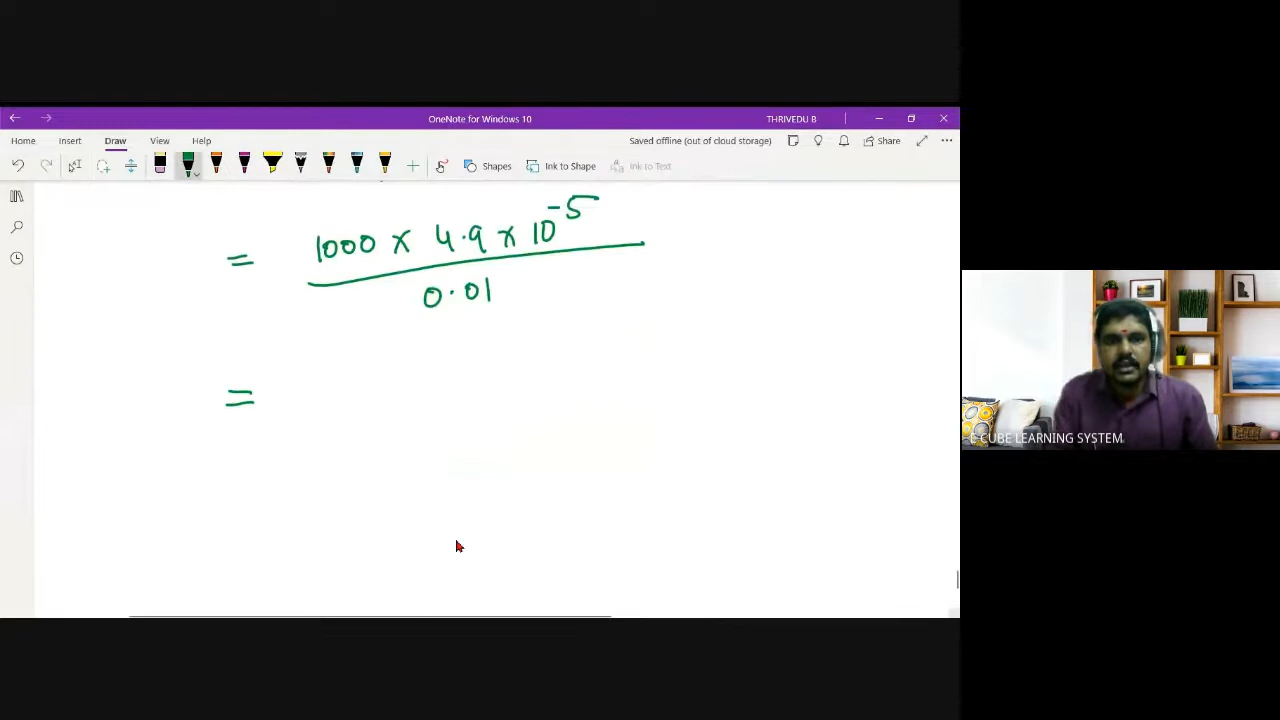 OneNote for Windows 10
THRIVEDU B
Home Insert Draw View Help
Saved offline (out of cloud storage)
Share
Shapes
Ink to Shape
Ink to Text
= 1000 x 4.9 x 10⁻⁵
0.01
=
E CUBE LEARNING SYSTEM